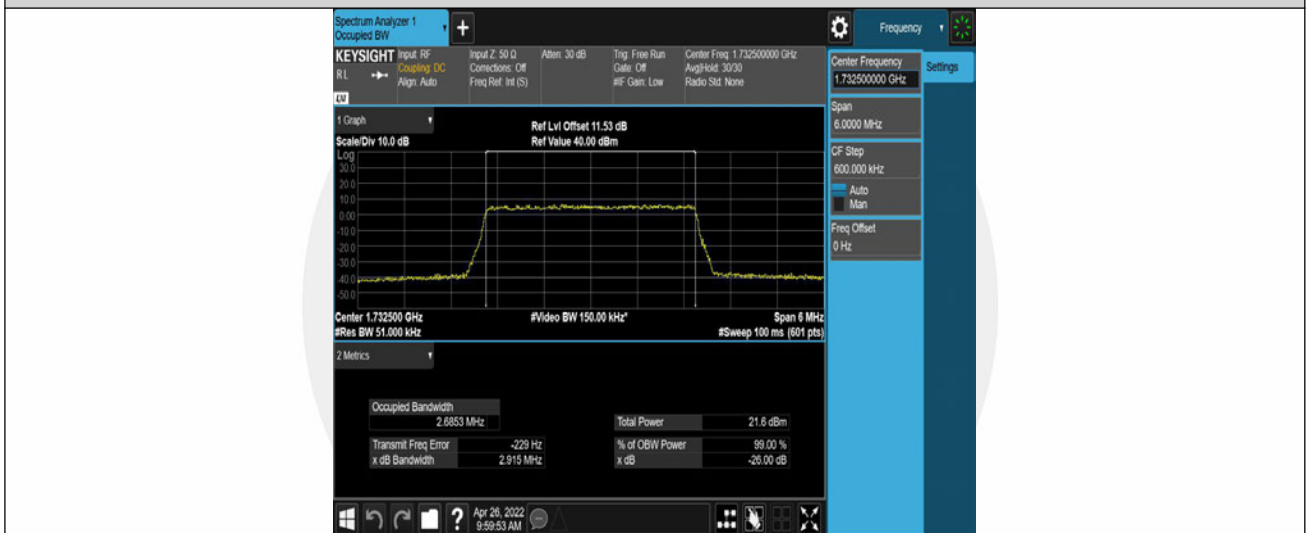 Spectrum Analyzer 1
Occupied BW
+
Frequency
KEYSIGHT
R L
LXI
Input: RF
Coupling: DC
Align: Auto
Input Z: 50 Ω
Corrections: Off
Freq Ref: Int (S)
Atten: 30 dB
Trig: Free Run
Gate: Off
#IF Gain: Low
Center Freq: 1.732500000 GHz
Avg|Hold: 30/30
Radio Std: None
Center Frequency
1.732500000 GHz
Settings
Span
6.0000 MHz
CF Step
600.000 kHz
Auto
Man
Freq Offset
0 Hz
1 Graph
Scale/Div 10.0 dB
Ref Lvl Offset 11.53 dB
Ref Value 40.00 dBm
Log
30.0
20.0
10.0
0.00
-10.0
-20.0
-30.0
-40.0
-50.0
Center 1.732500 GHz
#Res BW 51.000 kHz
#Video BW 150.00 kHz*
Span 6 MHz
#Sweep 100 ms (601 pts)
2 Metrics
Occupied Bandwidth
2.6853 MHz
Total Power 21.6 dBm
Transmit Freq Error -229 Hz
% of OBW Power 99.00 %
x dB Bandwidth 2.915 MHz
x dB -26.00 dB
?
Apr 26, 2022
9:59:53 AM